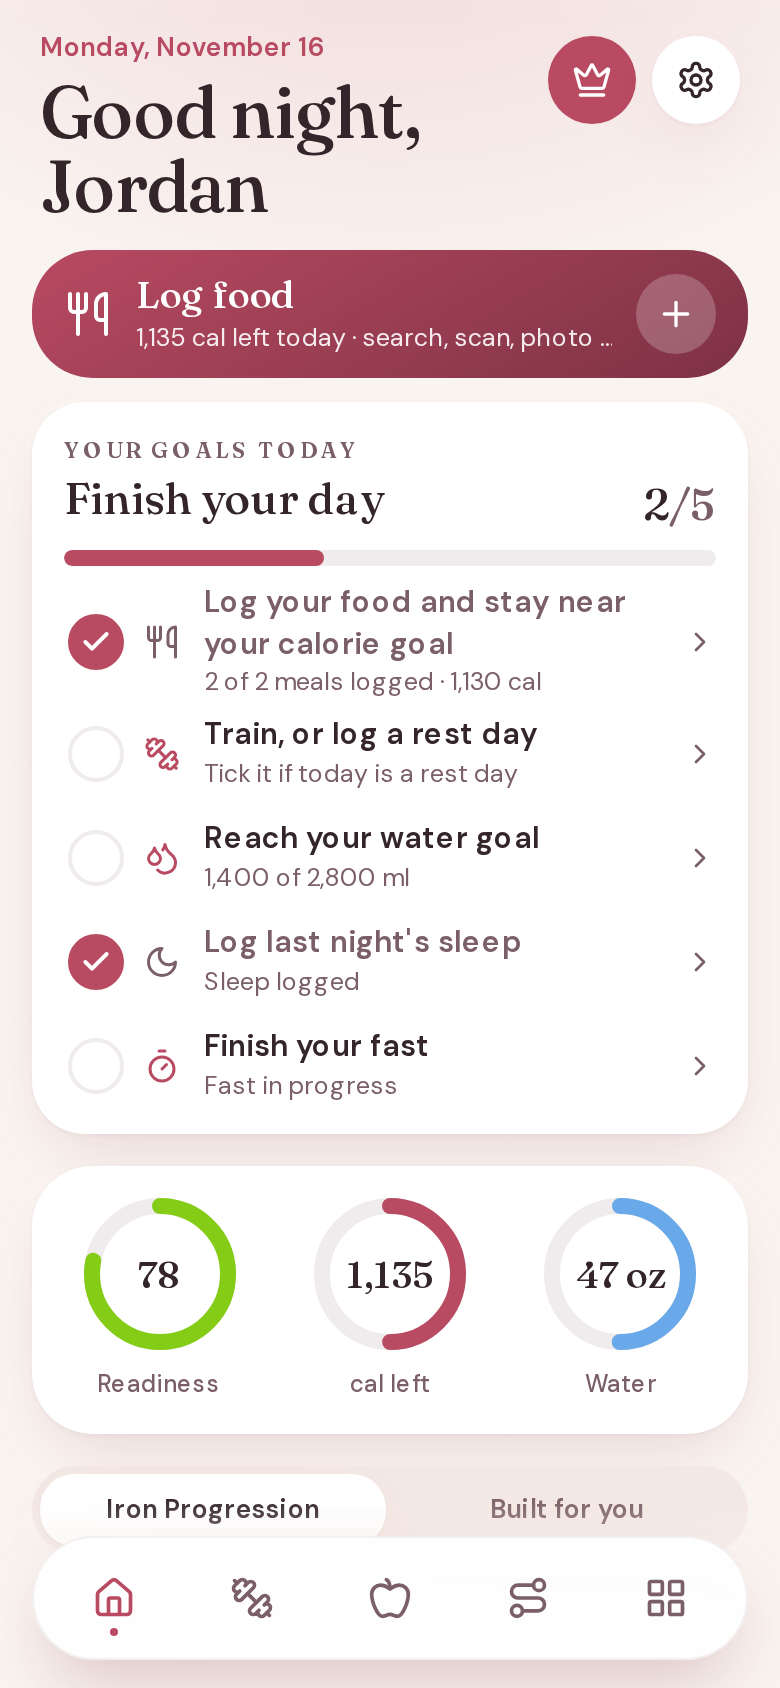 Monday, November 16
Good night,
Jordan
Log food
1,135 cal left today · search, scan, photo ...
YOUR GOALS TODAY
Finish your day
2/5
Log your food and stay near
your calorie goal
2 of 2 meals logged · 1,130 cal
Train, or log a rest day
Tick it if today is a rest day
Reach your water goal
1,400 of 2,800 ml
Log last night's sleep
Sleep logged
Finish your fast
Fast in progress
78
1,135
47 oz
Readiness
cal left
Water
Iron Progression
Built for you